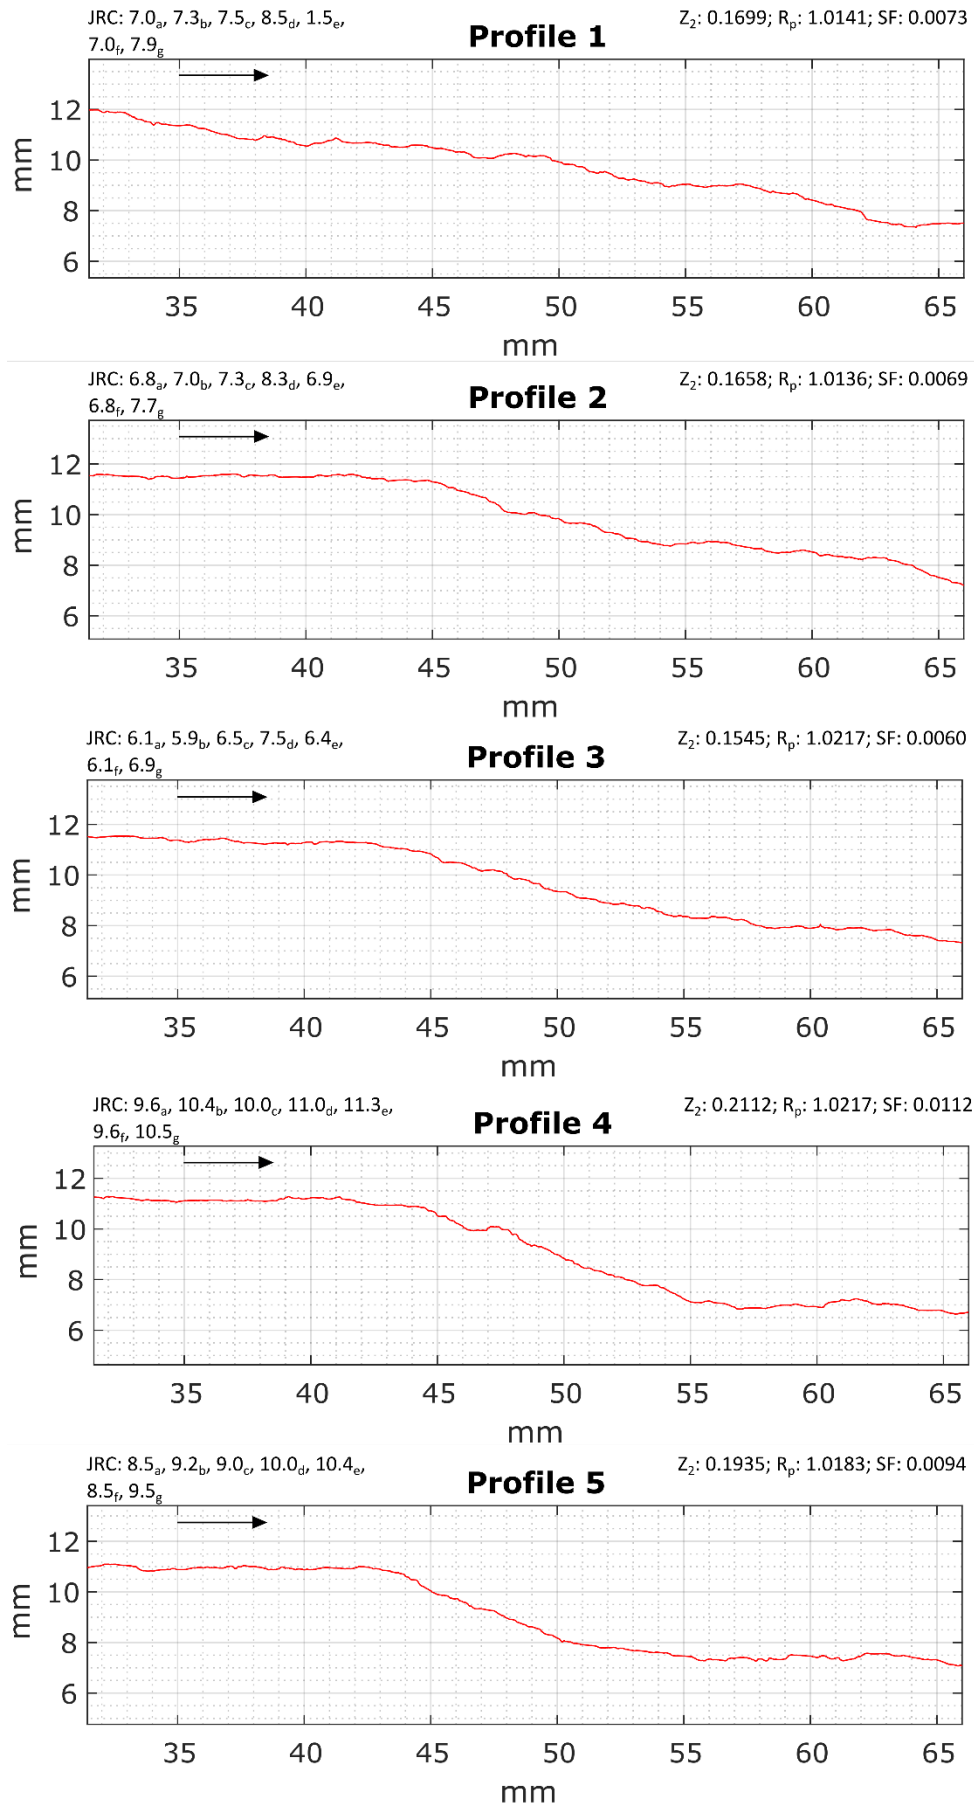 JRC: 7.0a, 7.3b, 7.5c, 8.5d, 1.5e,
7.0f, 7.9g
Profile 1
Z2: 0.1699; Rp: 1.0141; SF: 0.0073
12
10
8
6
mm
35 40 45 50 55 60 65
mm
JRC: 6.8a, 7.0b, 7.3c, 8.3d, 6.9e,
6.8f, 7.7g
Profile 2
Z2: 0.1658; Rp: 1.0136; SF: 0.0069
12
10
8
6
mm
35 40 45 50 55 60 65
mm
JRC: 6.1a, 5.9b, 6.5c, 7.5d, 6.4e,
6.1f, 6.9g
Profile 3
Z2: 0.1545; Rp: 1.0217; SF: 0.0060
12
10
8
6
mm
35 40 45 50 55 60 65
mm
JRC: 9.6a, 10.4b, 10.0c, 11.0d, 11.3e,
9.6f, 10.5g
Profile 4
Z2: 0.2112; Rp: 1.0217; SF: 0.0112
12
10
8
6
mm
35 40 45 50 55 60 65
mm
JRC: 8.5a, 9.2b, 9.0c, 10.0d, 10.4e,
8.5f, 9.5g
Profile 5
Z2: 0.1935; Rp: 1.0183; SF: 0.0094
12
10
8
6
mm
35 40 45 50 55 60 65
mm